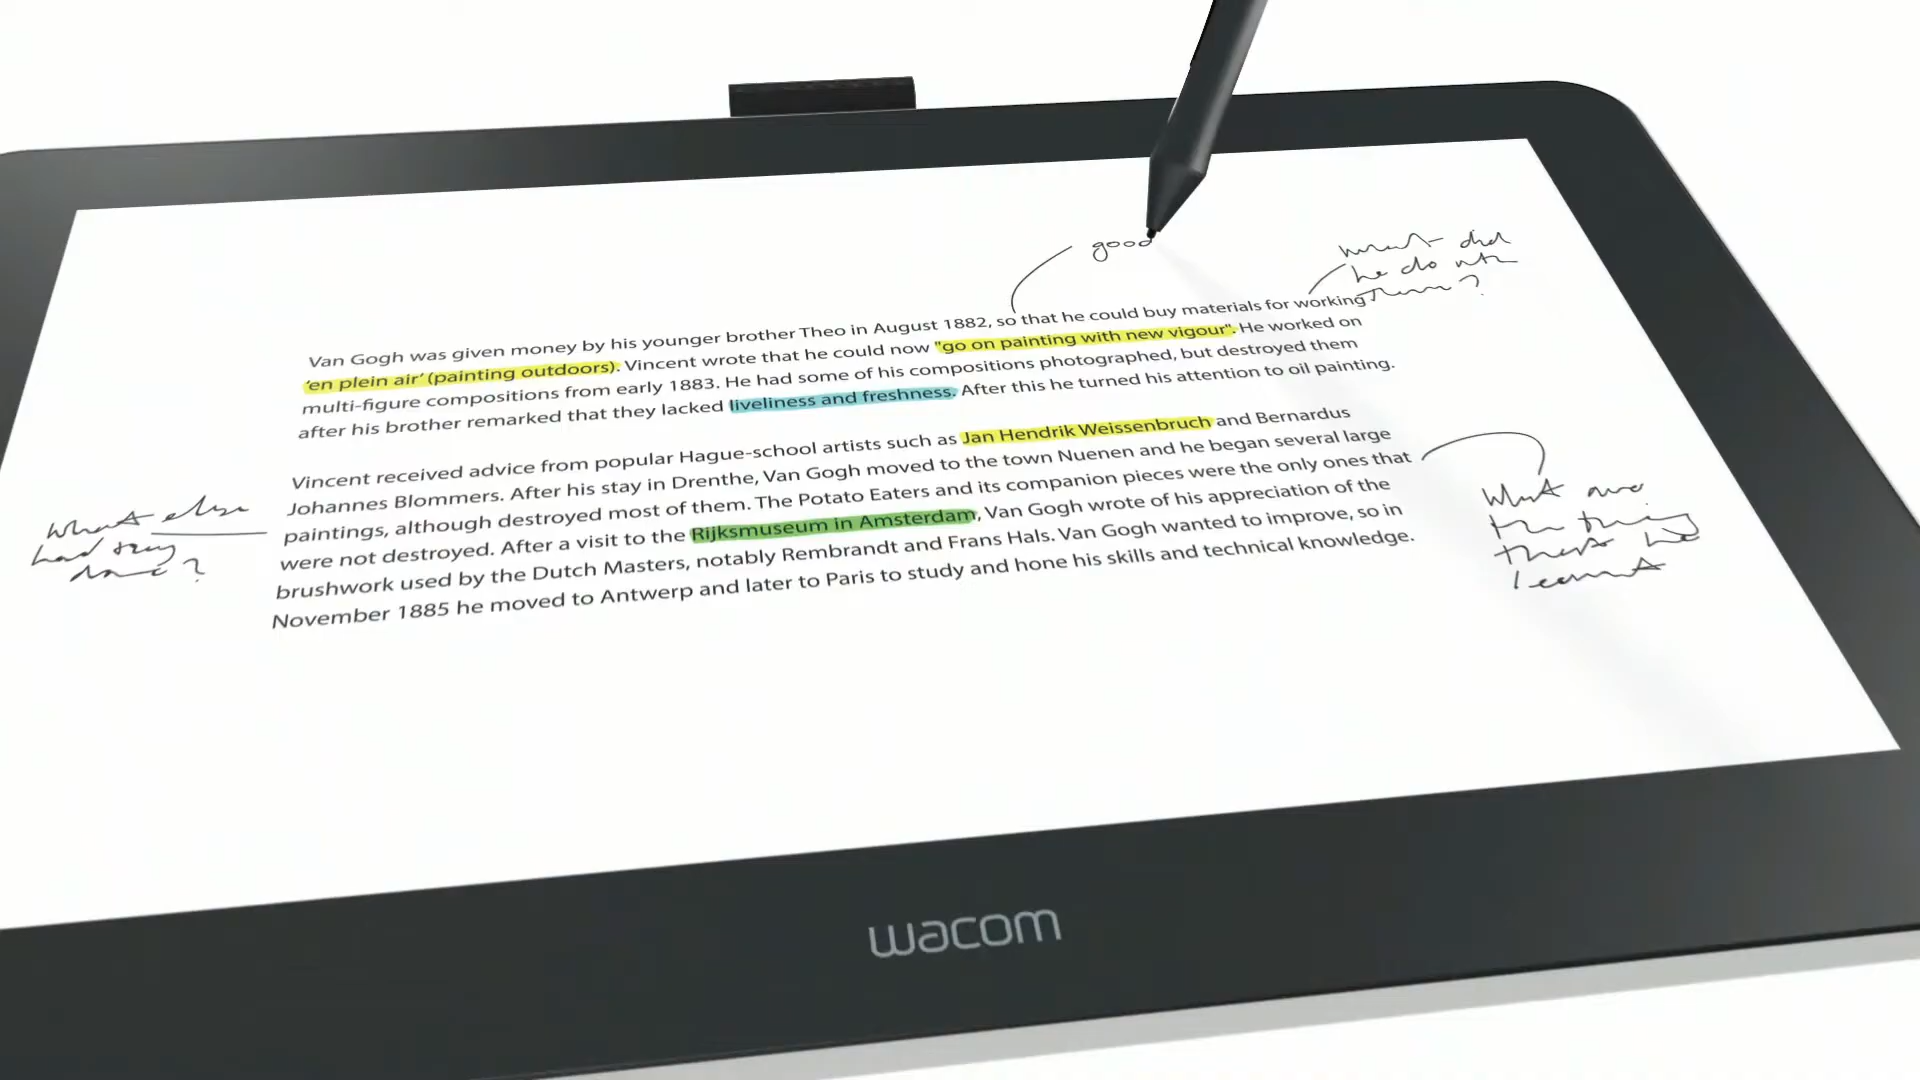 good
what did
he do with
them?
Van Gogh was given money by his younger brother Theo in August 1882, so that he could buy materials for working
'en plein air' (painting outdoors). Vincent wrote that he could now "go on painting with new vigour". He worked on
multi-figure compositions from early 1883. He had some of his compositions photographed, but destroyed them
after his brother remarked that they lacked liveliness and freshness. After this he turned his attention to oil painting.
Vincent received advice from popular Hague-school artists such as Jan Hendrik Weissenbruch and Bernardus
Johannes Blommers. After his stay in Drenthe, Van Gogh moved to the town Nuenen and he began several large
paintings, although destroyed most of them. The Potato Eaters and its companion pieces were the only ones that
were not destroyed. After a visit to the Rijksmuseum in Amsterdam, Van Gogh wrote of his appreciation of the
brushwork used by the Dutch Masters, notably Rembrandt and Frans Hals. Van Gogh wanted to improve, so in
November 1885 he moved to Antwerp and later to Paris to study and hone his skills and technical knowledge.
what else
had they
done?
What are
the things
that he
learnt
wacom